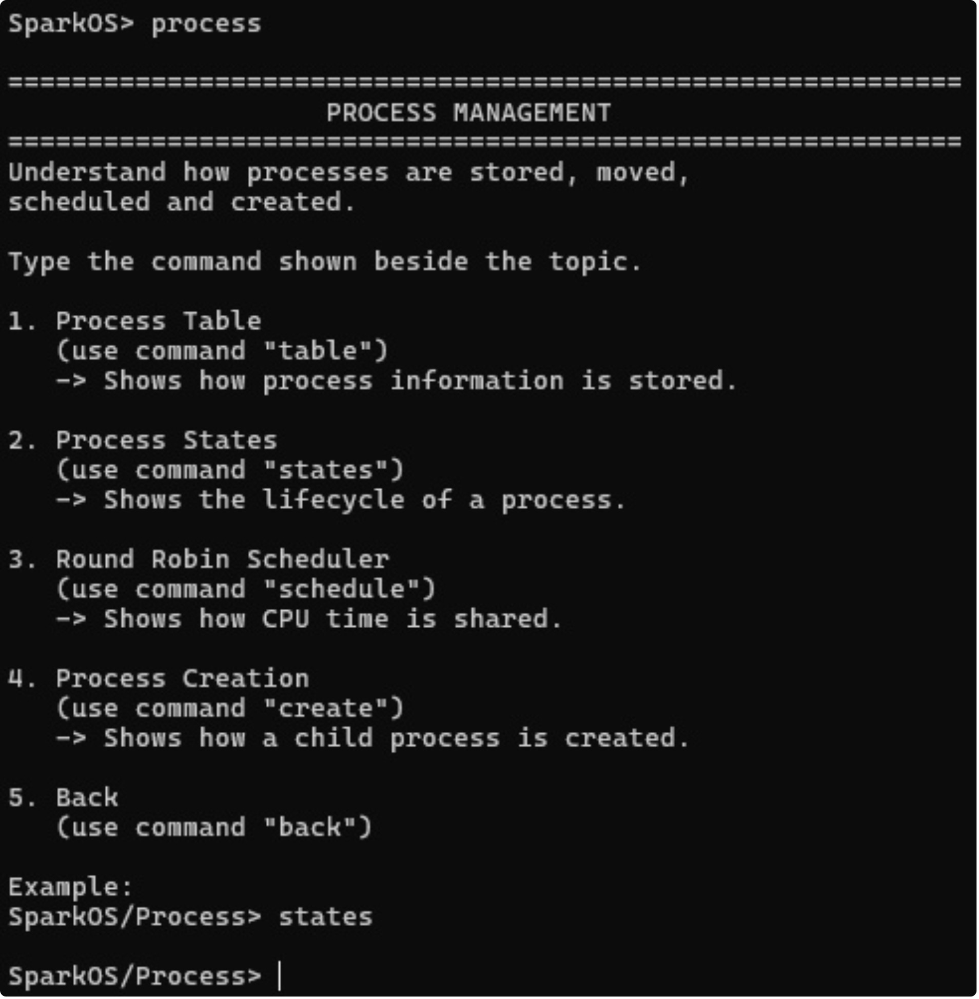 SparkOS> process
============================================================
PROCESS MANAGEMENT
============================================================
Understand how processes are stored, moved,
scheduled and created.
Type the command shown beside the topic.
1. Process Table
(use command "table")
-> Shows how process information is stored.
2. Process States
(use command "states")
-> Shows the lifecycle of a process.
3. Round Robin Scheduler
(use command "schedule")
-> Shows how CPU time is shared.
4. Process Creation
(use command "create")
-> Shows how a child process is created.
5. Back
(use command "back")
Example:
SparkOS/Process> states
SparkOS/Process>